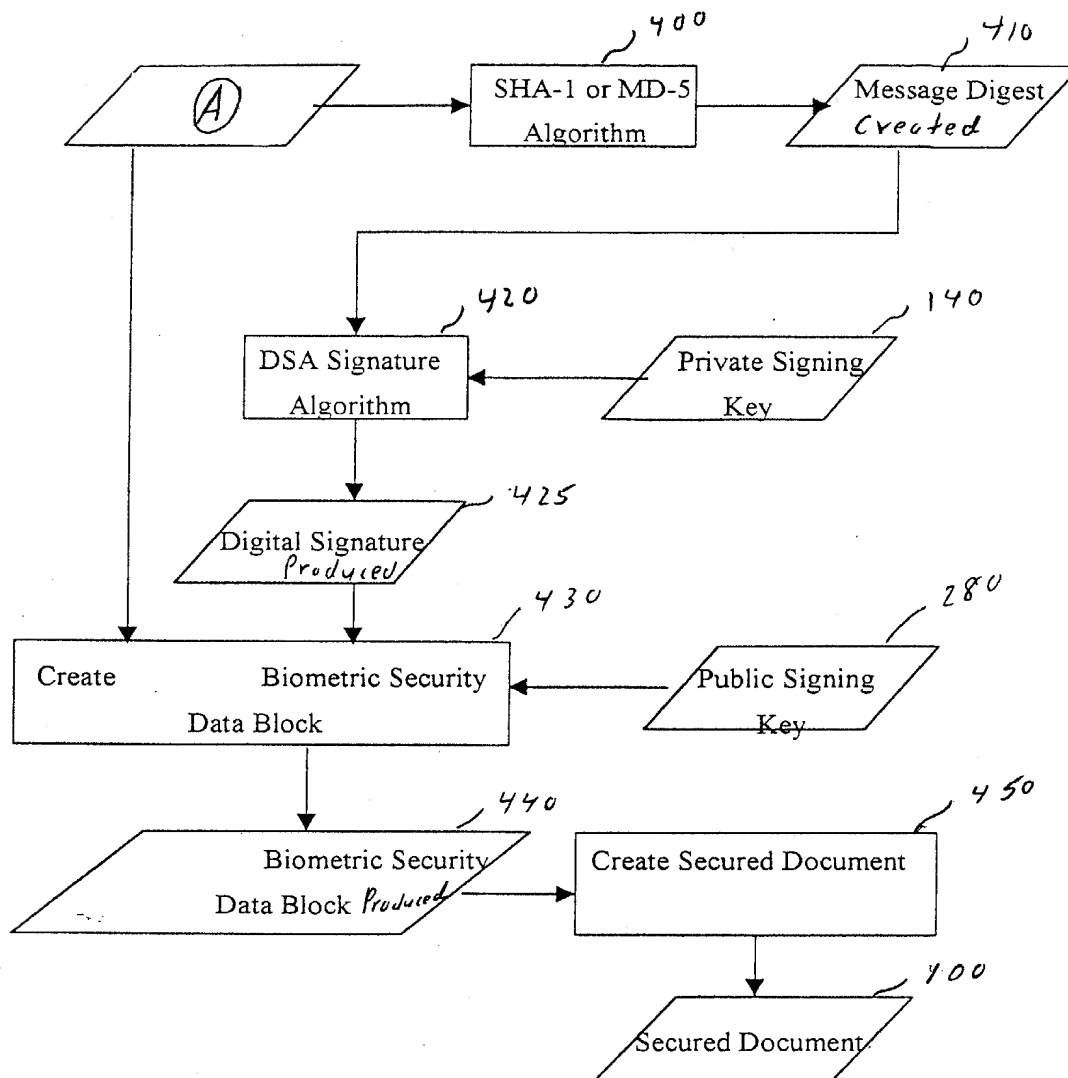 400
410
A
SHA-1 or MD-5
Algorithm
Message Digest
Created
420
140
DSA Signature
Algorithm
Private Signing
Key
425
Digital Signature
Produced
430
280
Create Biometric Security
Data Block
Public Signing
Key
440
450
Biometric Security
Data Block Produced
Create Secured Document
Secured Document